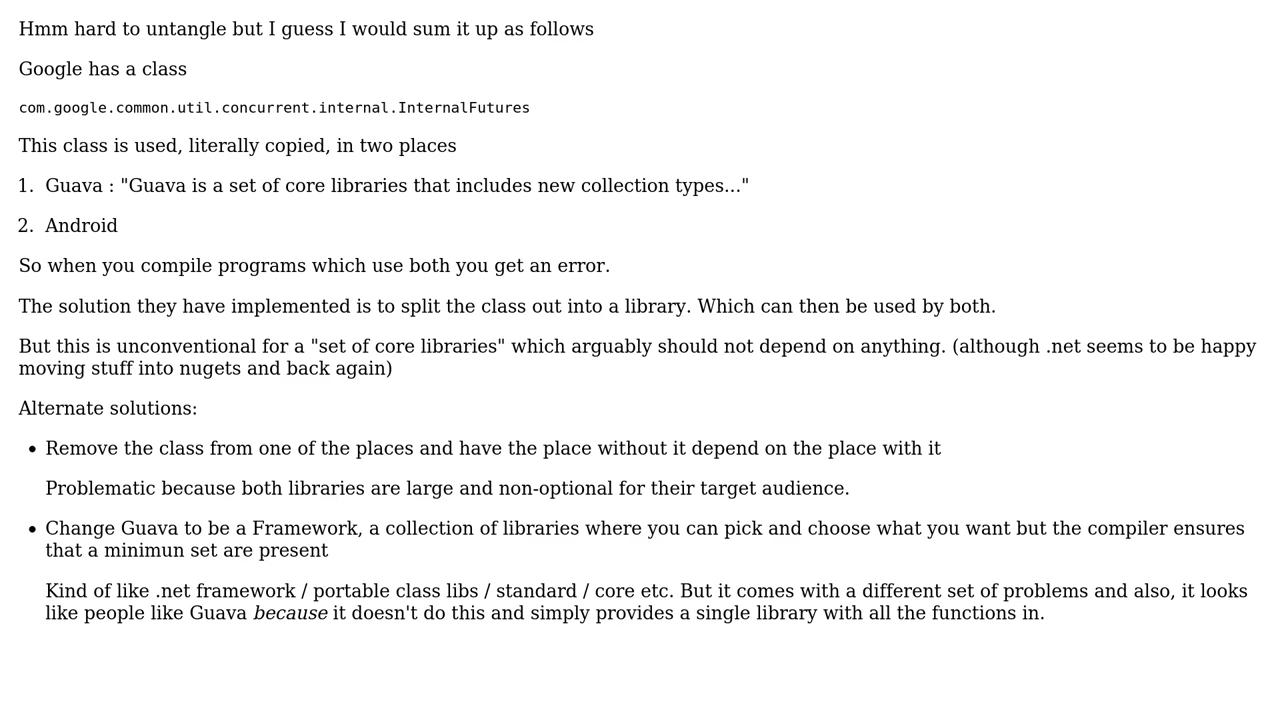 Hmm hard to untangle but I guess I would sum it up as follows
Google has a class
com.google.common.util.concurrent.internal.InternalFutures
This class is used, literally copied, in two places
1. Guava : "Guava is a set of core libraries that includes new collection types..."
2. Android
So when you compile programs which use both you get an error.
The solution they have implemented is to split the class out into a library. Which can then be used by both.
But this is unconventional for a "set of core libraries" which arguably should not depend on anything. (although .net seems to be happy
moving stuff into nugets and back again)
Alternate solutions:
• Remove the class from one of the places and have the place without it depend on the place with it
Problematic because both libraries are large and non-optional for their target audience.
• Change Guava to be a Framework, a collection of libraries where you can pick and choose what you want but the compiler ensures
that a minimun set are present
Kind of like .net framework / portable class libs / standard / core etc. But it comes with a different set of problems and also, it looks
like people like Guava because it doesn't do this and simply provides a single library with all the functions in.